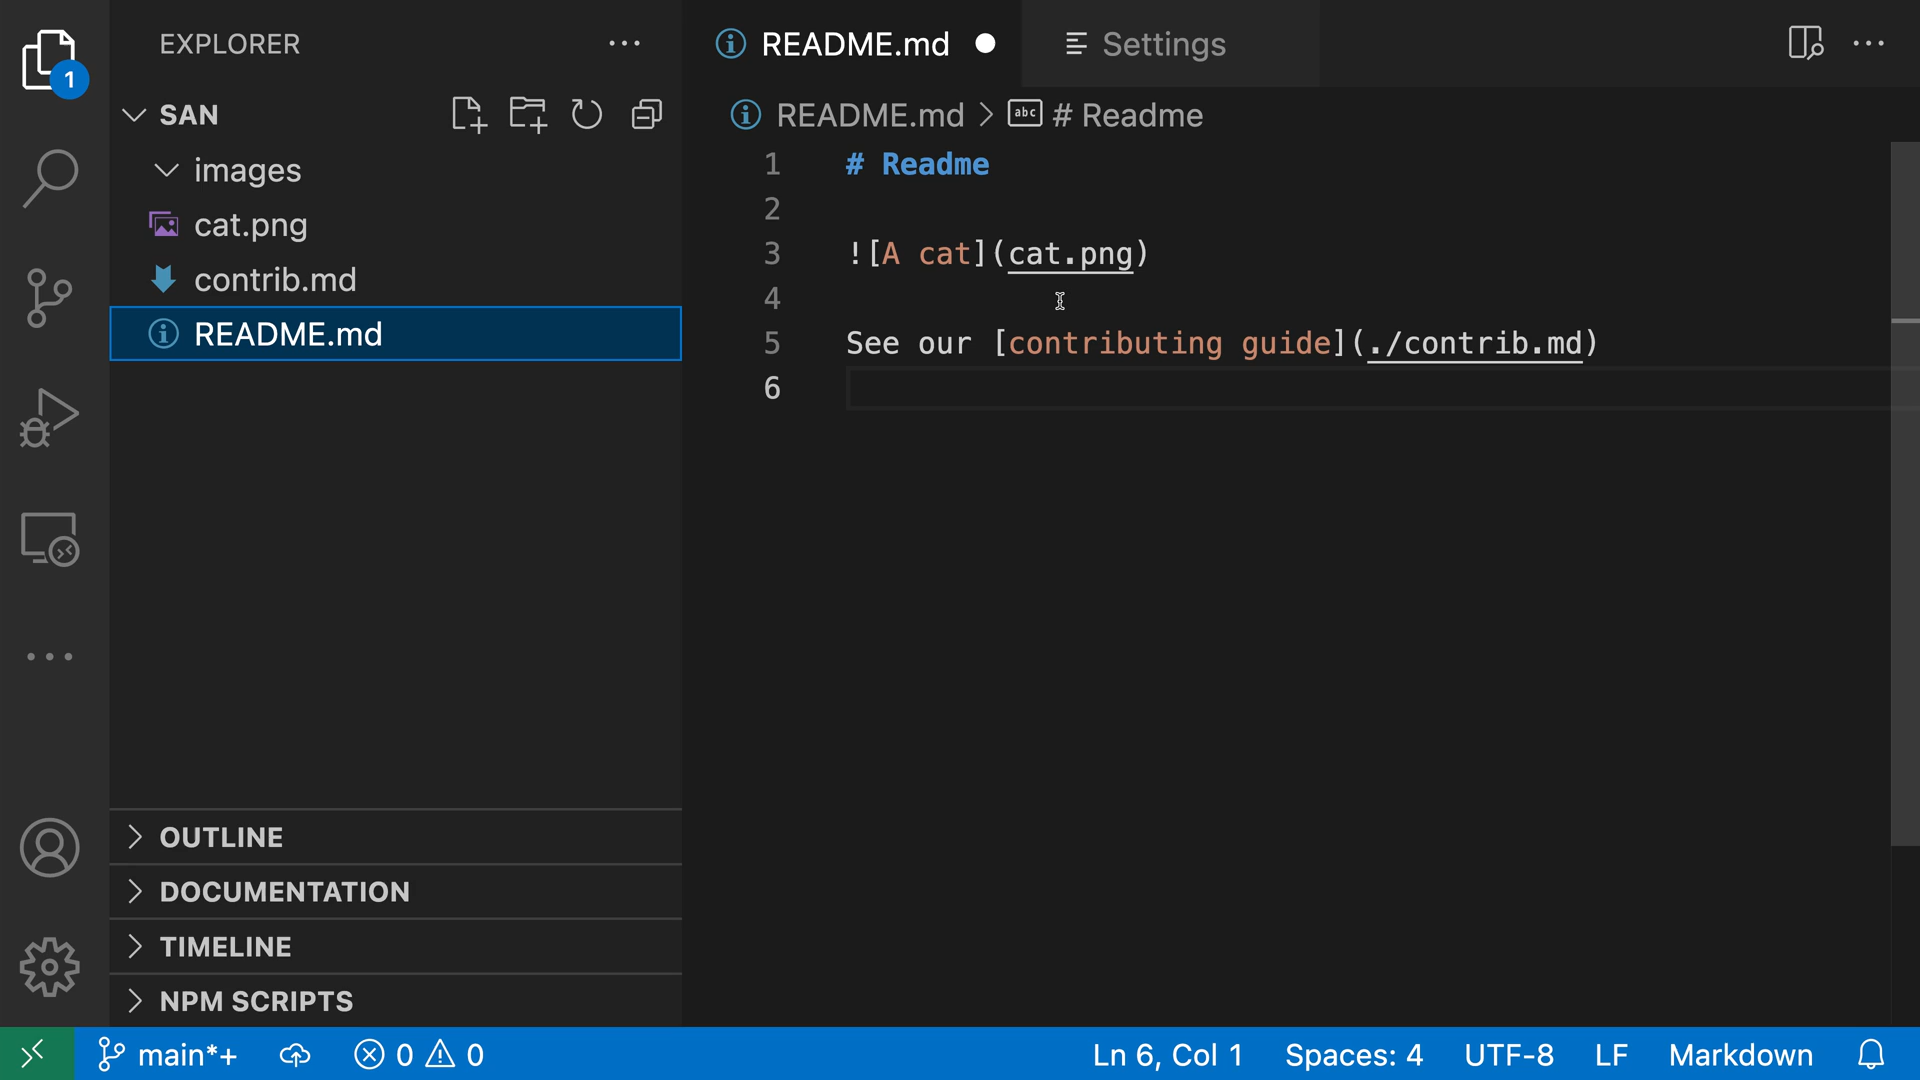 EXPLORER
README.md
Settings
1
SAN
README.md > abc # Readme
images
cat.png
contrib.md
README.md
1 # Readme
2
3 ![A cat](cat.png)
4
5 See our [contributing guide](./contrib.md)
6
OUTLINE
DOCUMENTATION
TIMELINE
NPM SCRIPTS
main*+ 0 0 Ln 6, Col 1 Spaces: 4 UTF-8 LF Markdown